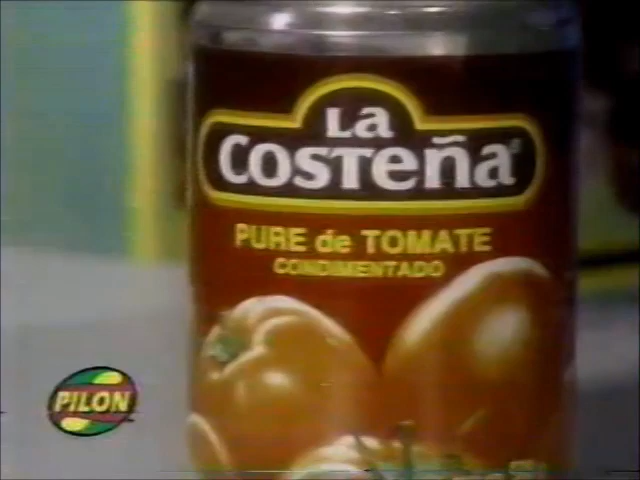 La
Costeña
PURE de TOMATE
CONDIMENTADO
PILON